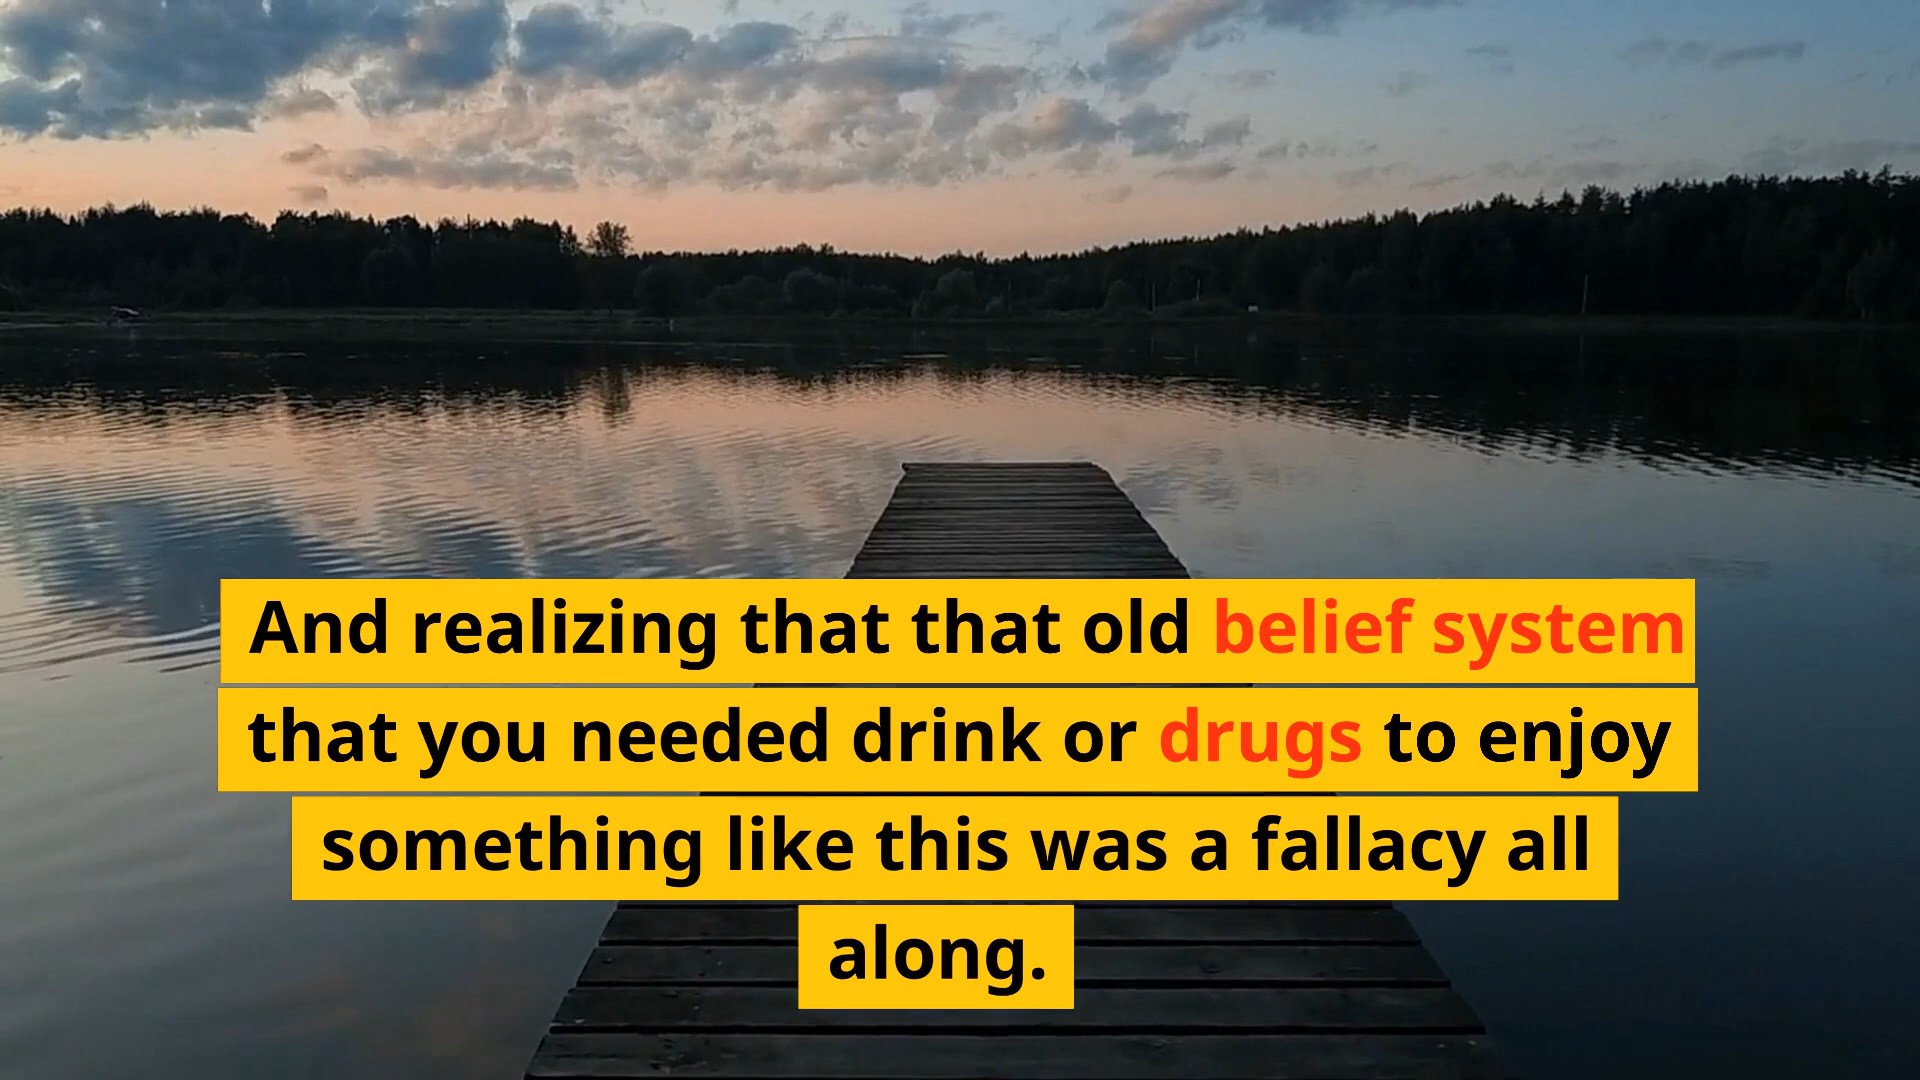 And realizing that that old belief system
that you needed drink or drugs to enjoy
something like this was a fallacy all
along.